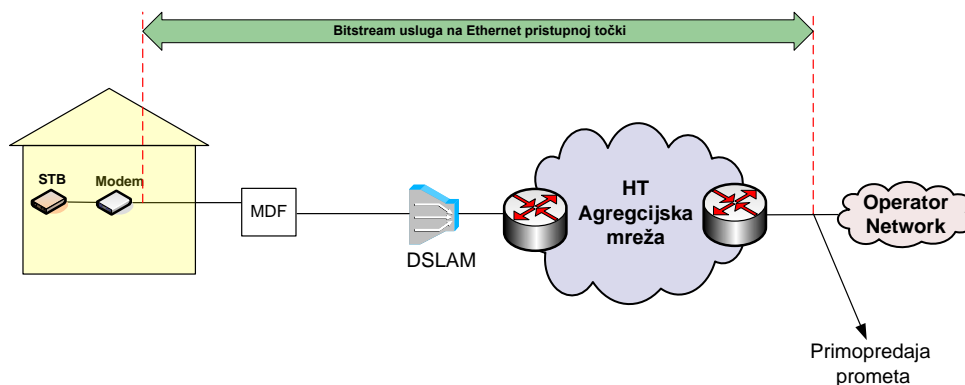 Bitstream usluga na Ethernet pristupnoj točki
STB
Modem
MDF
DSLAM
HT
Agregcijska
mreža
Operator
Network
Primopredaja
prometa